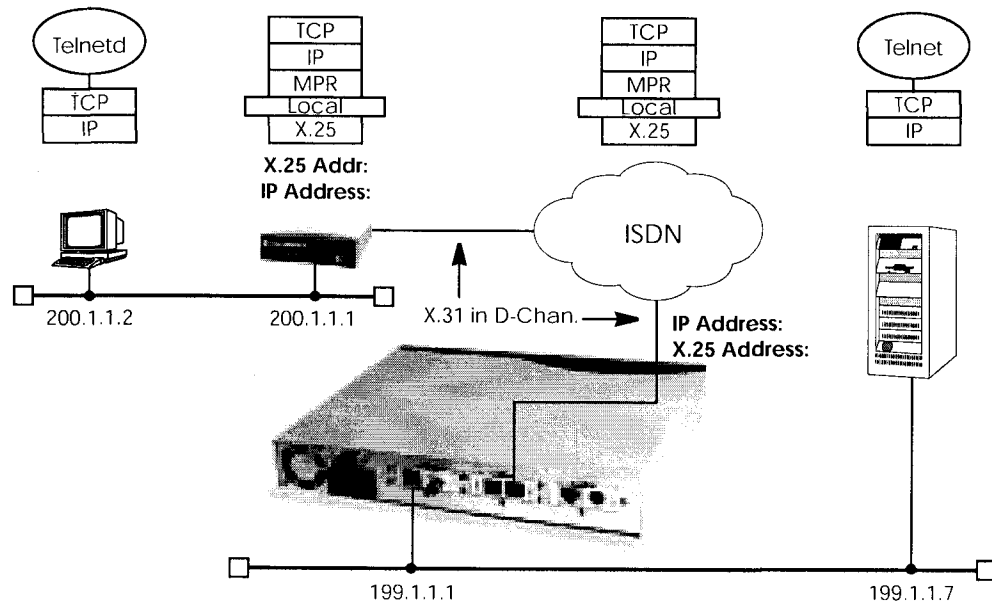 Telnetd
TCP
IP
TCP
IP
MPR
Local
X.25
TCP
IP
MPR
Local
X.25
Telnet
TCP
IP
X.25 Addr:
IP Address:
ISDN
200.1.1.2
200.1.1.1
X.31 in D-Chan.
IP Address:
X.25 Address:
199.1.1.1
199.1.1.7